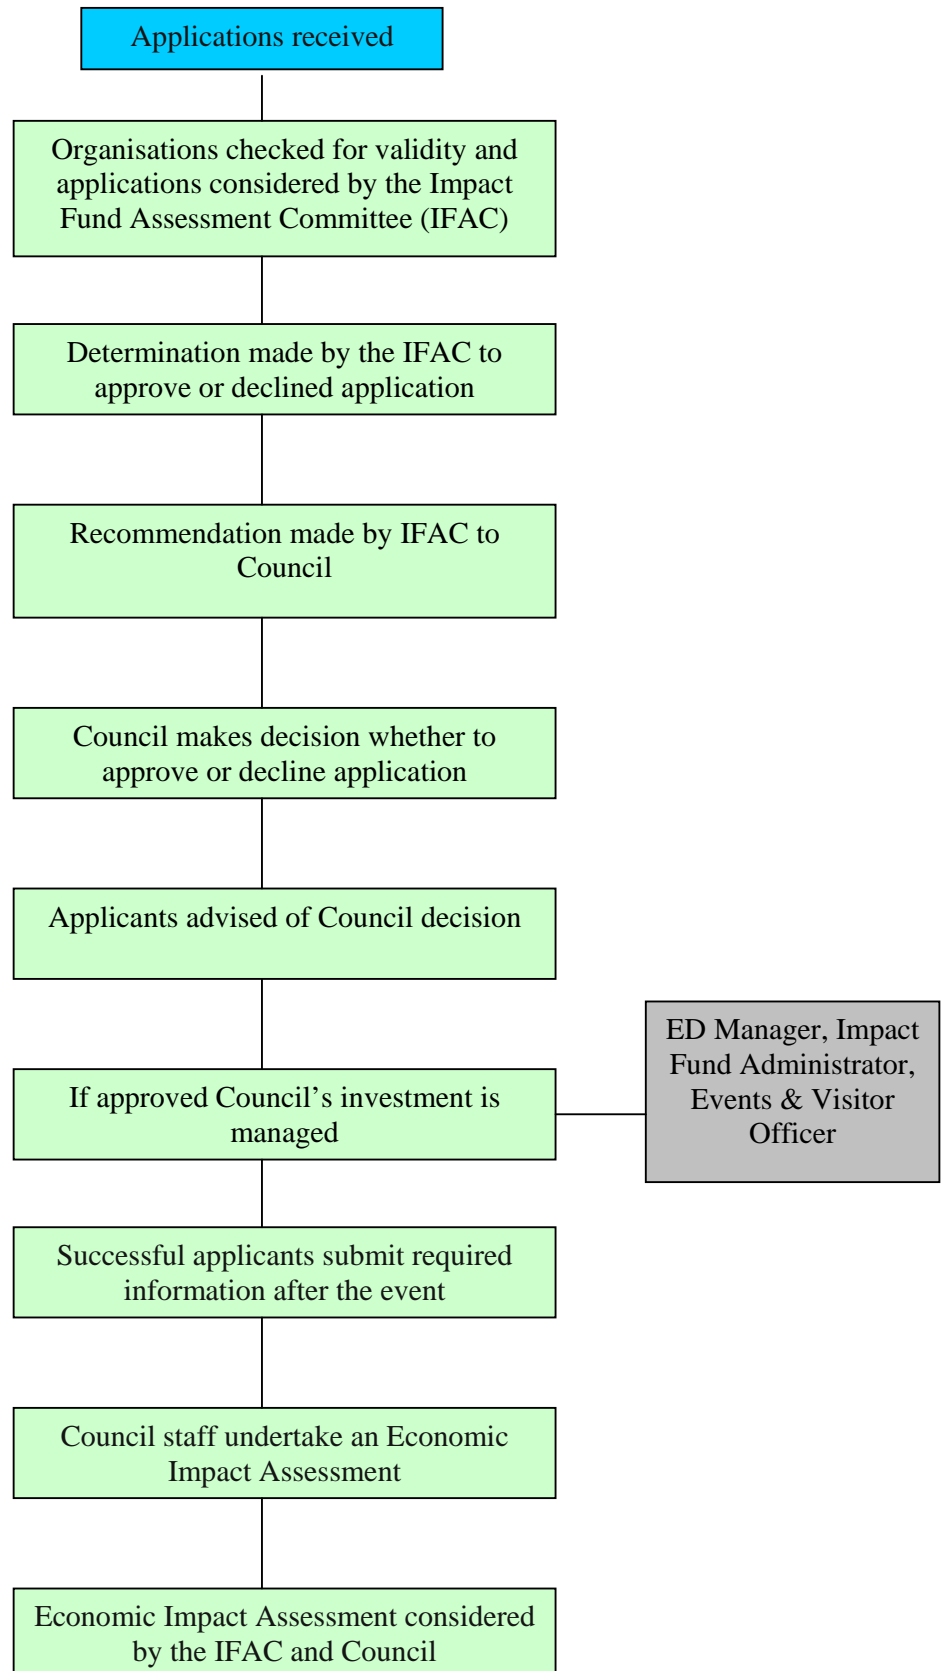 Applications received
Organisations checked for validity and
applications considered by the Impact
Fund Assessment Committee (IFAC)
Determination made by the IFAC to
approve or declined application
Recommendation made by IFAC to
Council
Council makes decision whether to
approve or decline application
Applicants advised of Council decision
ED Manager, Impact
Fund Administrator,
Events & Visitor
Officer
If approved Council’s investment is
managed
Successful applicants submit required
information after the event
Council staff undertake an Economic
Impact Assessment
Economic Impact Assessment considered
by the IFAC and Council